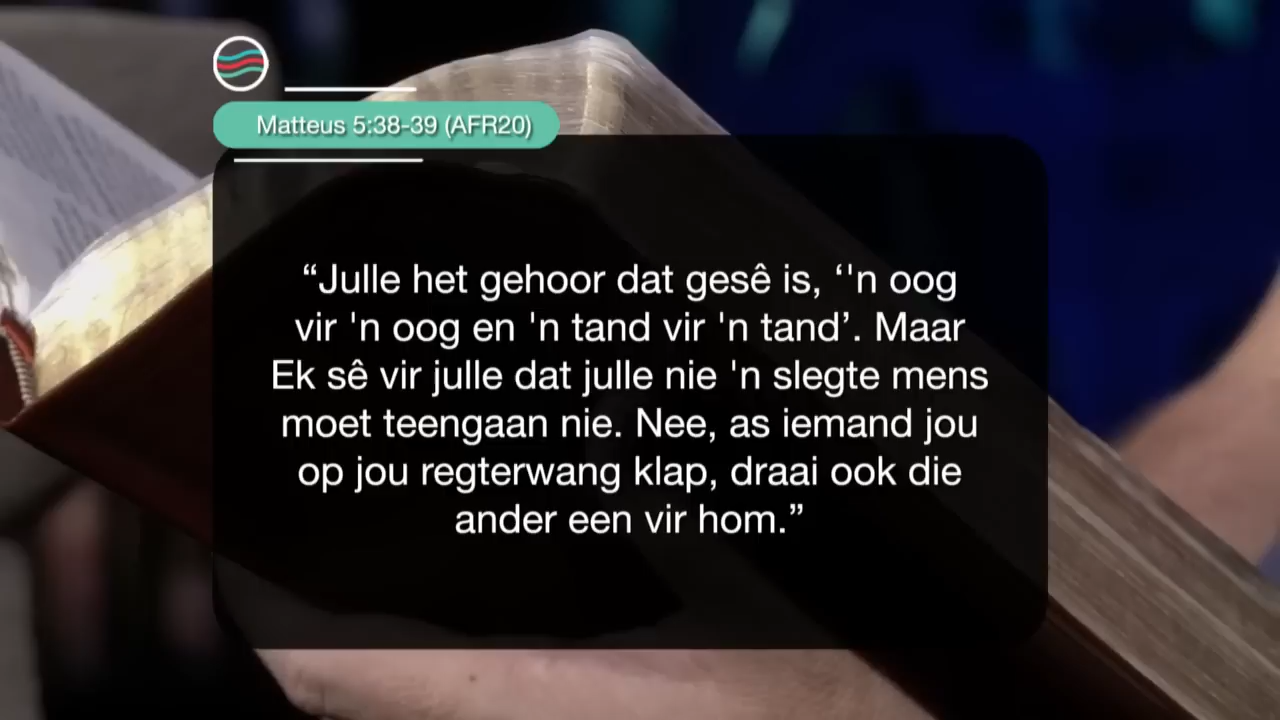 Matteus 5:38-39 (AFR20)
“Julle het gehoor dat gesê is, ‘'n oog
vir 'n oog en 'n tand vir 'n tand’. Maar
Ek sê vir julle dat julle nie 'n slegte mens
moet teengaan nie. Nee, as iemand jou
op jou regterwang klap, draai ook die
ander een vir hom.”